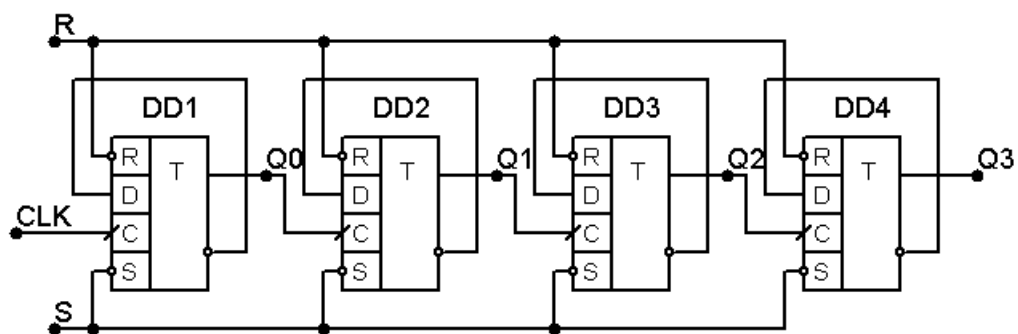 R
DD1 DD2 DD3 DD4
R T Q0 R T Q1 R T Q2 R T Q3
D D D D
CLK C C C C
S S S S
S